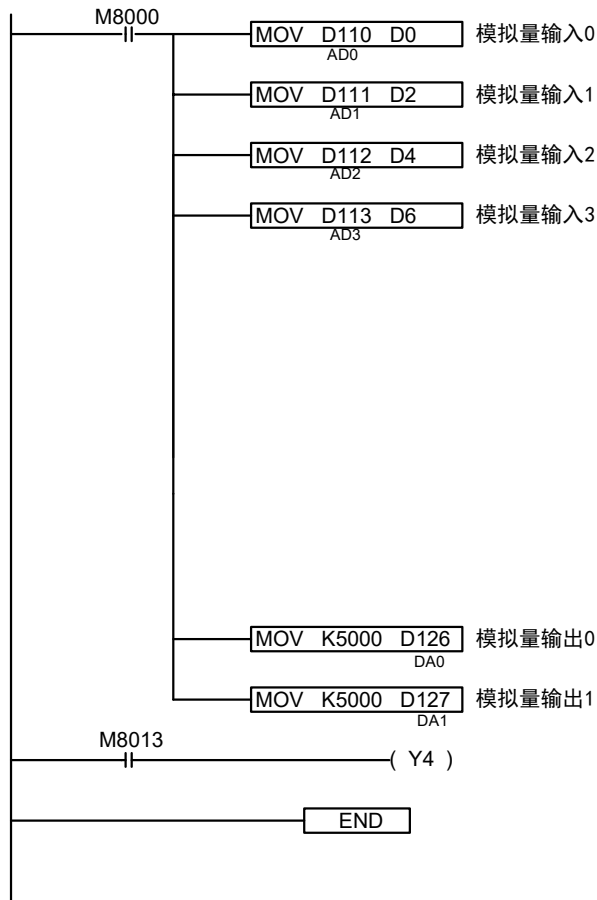 M8000
MOV D110 D0 模拟量输入0
AD0
MOV D111 D2 模拟量输入1
AD1
MOV D112 D4 模拟量输入2
AD2
MOV D113 D6 模拟量输入3
AD3
MOV K5000 D126 模拟量输出0
DA0
MOV K5000 D127 模拟量输出1
DA1
M8013
( Y4 )
END